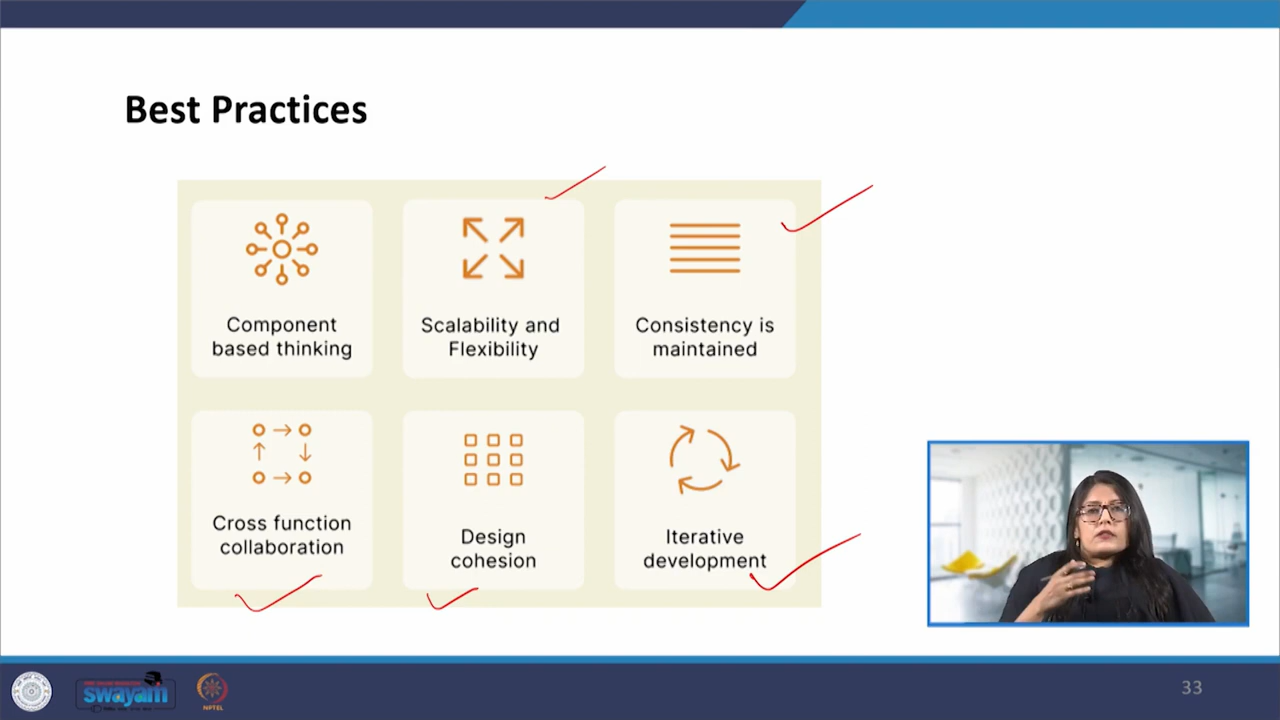 Best Practices
Component
based thinking
Scalability and
Flexibility
Consistency is
maintained
Cross function
collaboration
Design
cohesion
Iterative
development
swayam
NPTEL
33